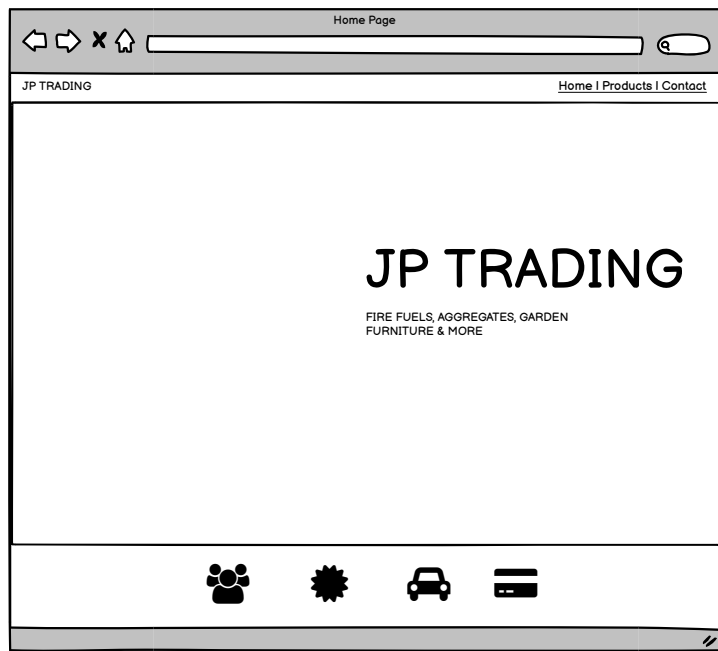 Home Page
JP TRADING
Home | Products | Contact
JP TRADING
FIRE FUELS, AGGREGATES, GARDEN
FURNITURE & MORE